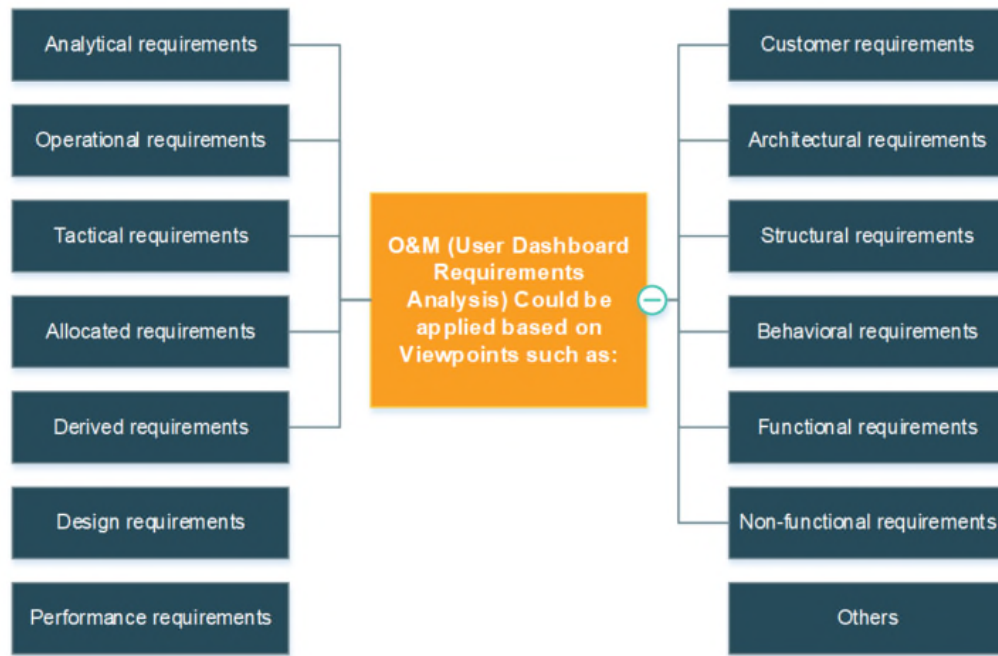 Analytical requirements
Operational requirements
Tactical requirements
Allocated requirements
Derived requirements
Design requirements
Performance requirements
O&M (User Dashboard
Requirements
Analysis) Could be
applied based on
Viewpoints such as:
Customer requirements
Architectural requirements
Structural requirements
Behavioral requirements
Functional requirements
Non-functional requirements
Others